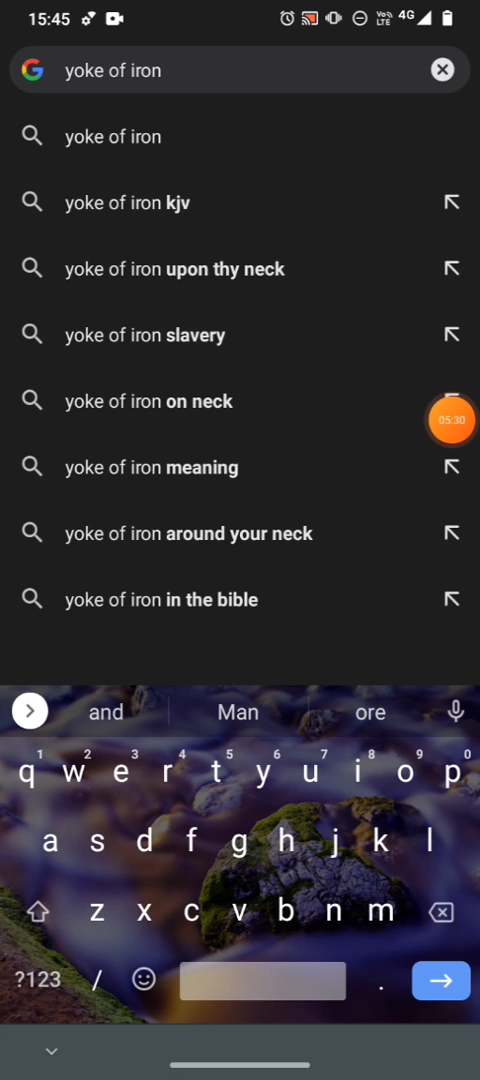 15:45 Vo)) LTE 4G
yoke of iron
yoke of iron
yoke of iron kjv
yoke of iron upon thy neck
yoke of iron slavery
yoke of iron on neck
05:30
yoke of iron meaning
yoke of iron around your neck
yoke of iron in the bible
and Man ore
1 2 3 4 5 6 7 8 9 0
q w e r t y u i o p
a s d f g h j k l
z x c v b n m
?123 / .